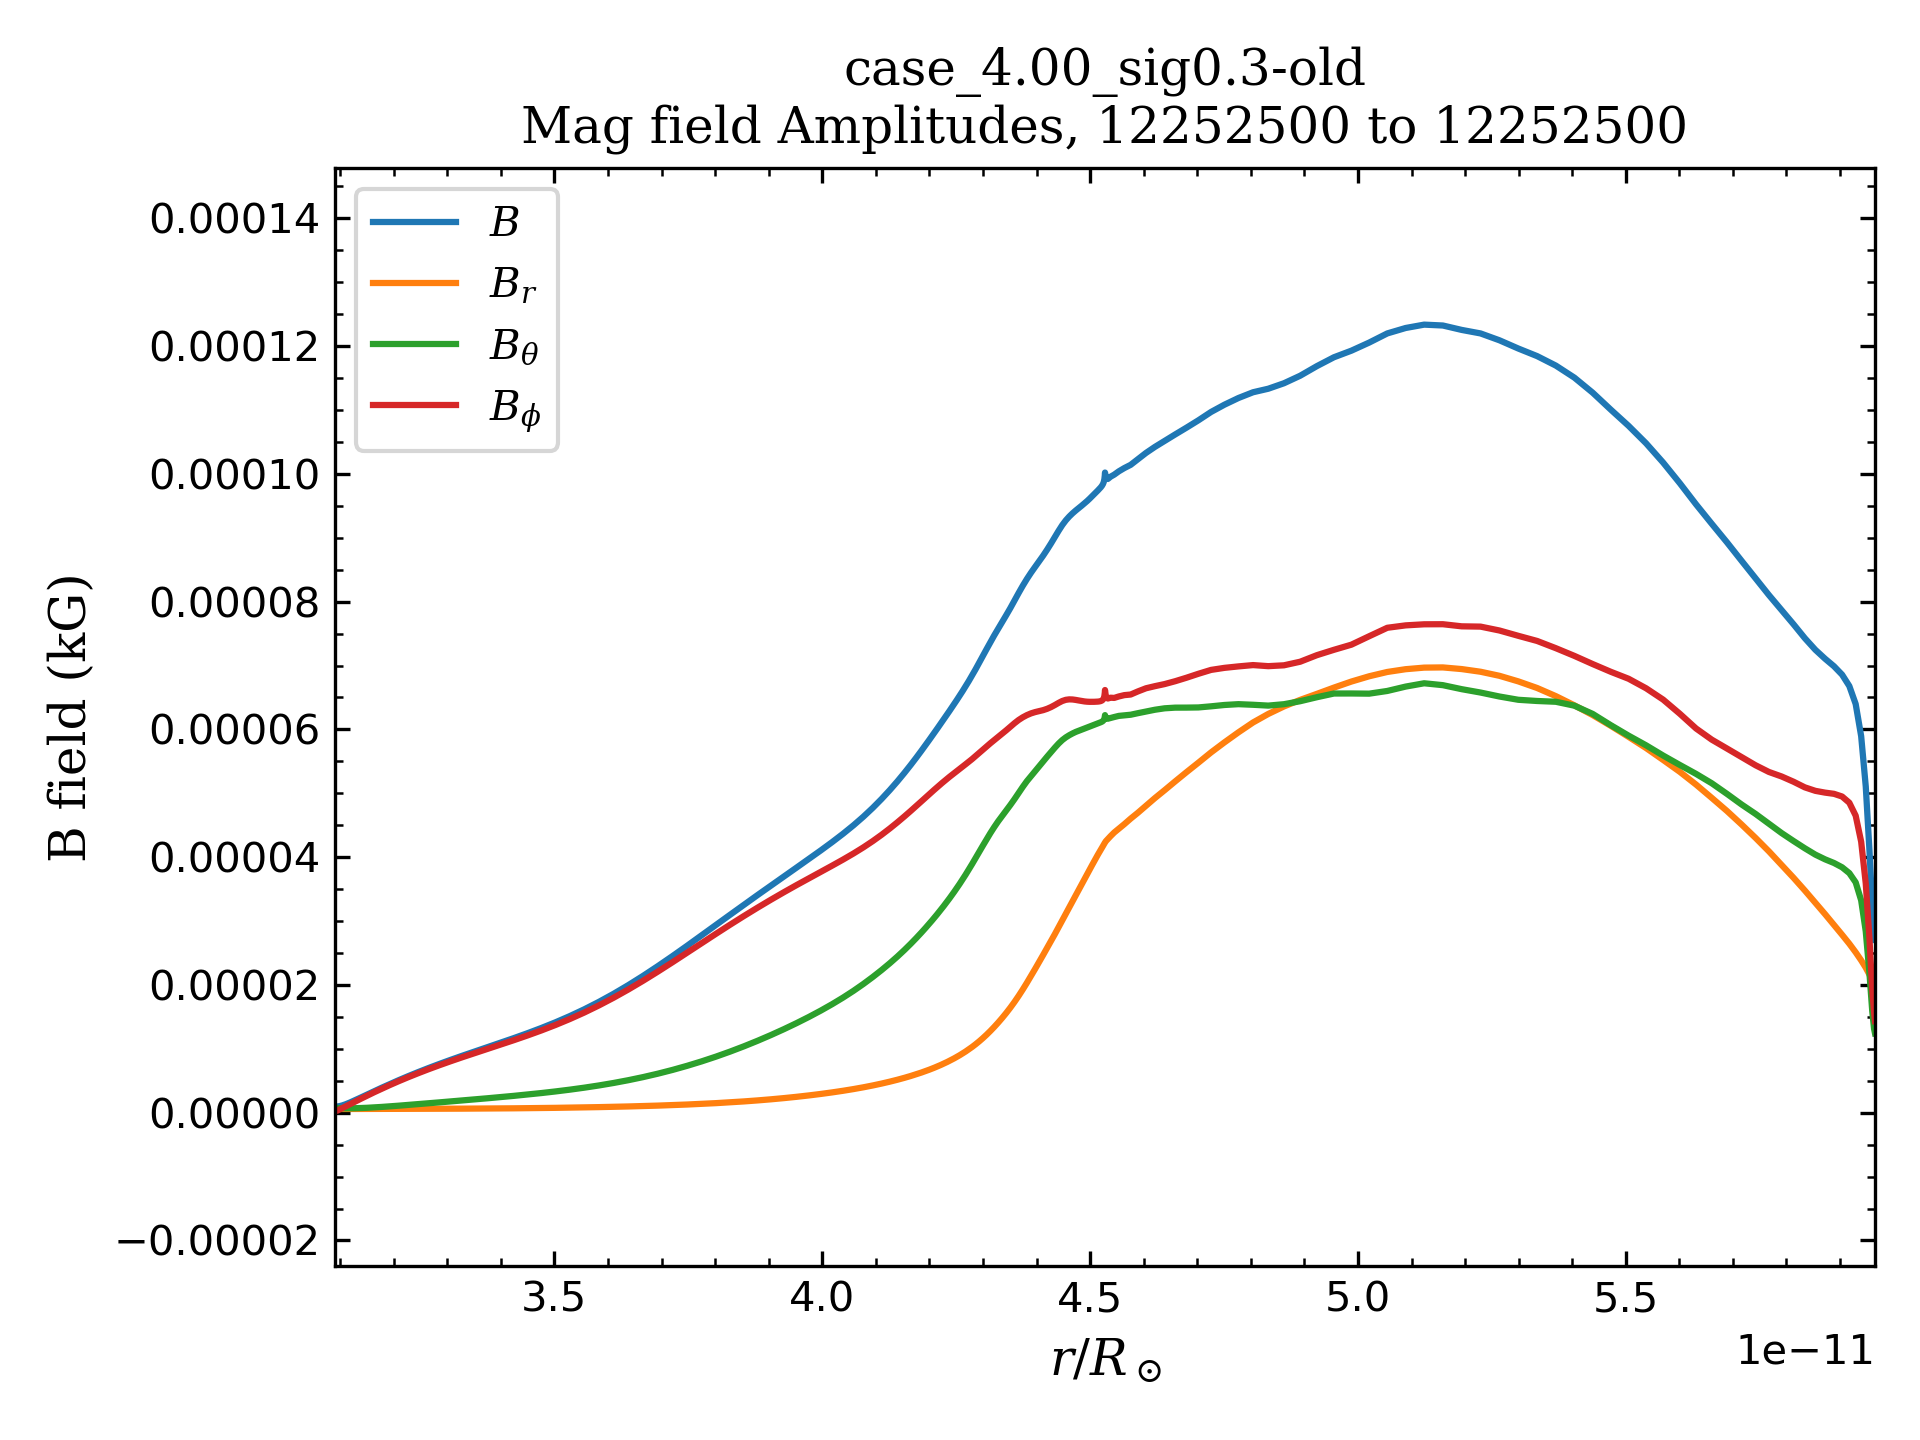 case_4.00_sig0.3-old
Mag field Amplitudes, 12252500 to 12252500
B
B_r
B_θ
B_ϕ
B field (kG)
0.00014
0.00012
0.00010
0.00008
0.00006
0.00004
0.00002
0.00000
−0.00002
3.5 4.0 4.5 5.0 5.5
1e−11
r/R_⊙